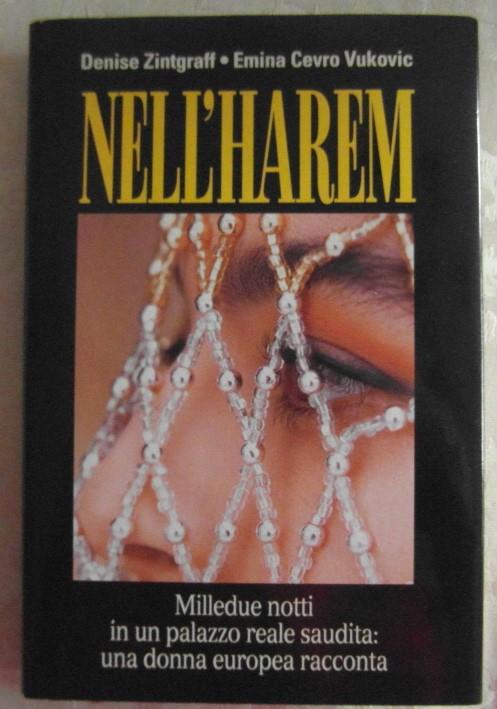 Denise Zintgraff • Emina Cevro Vukovic
NELL'HAREM
Milledue notti
in un palazzo reale saudita:
una donna europea racconta